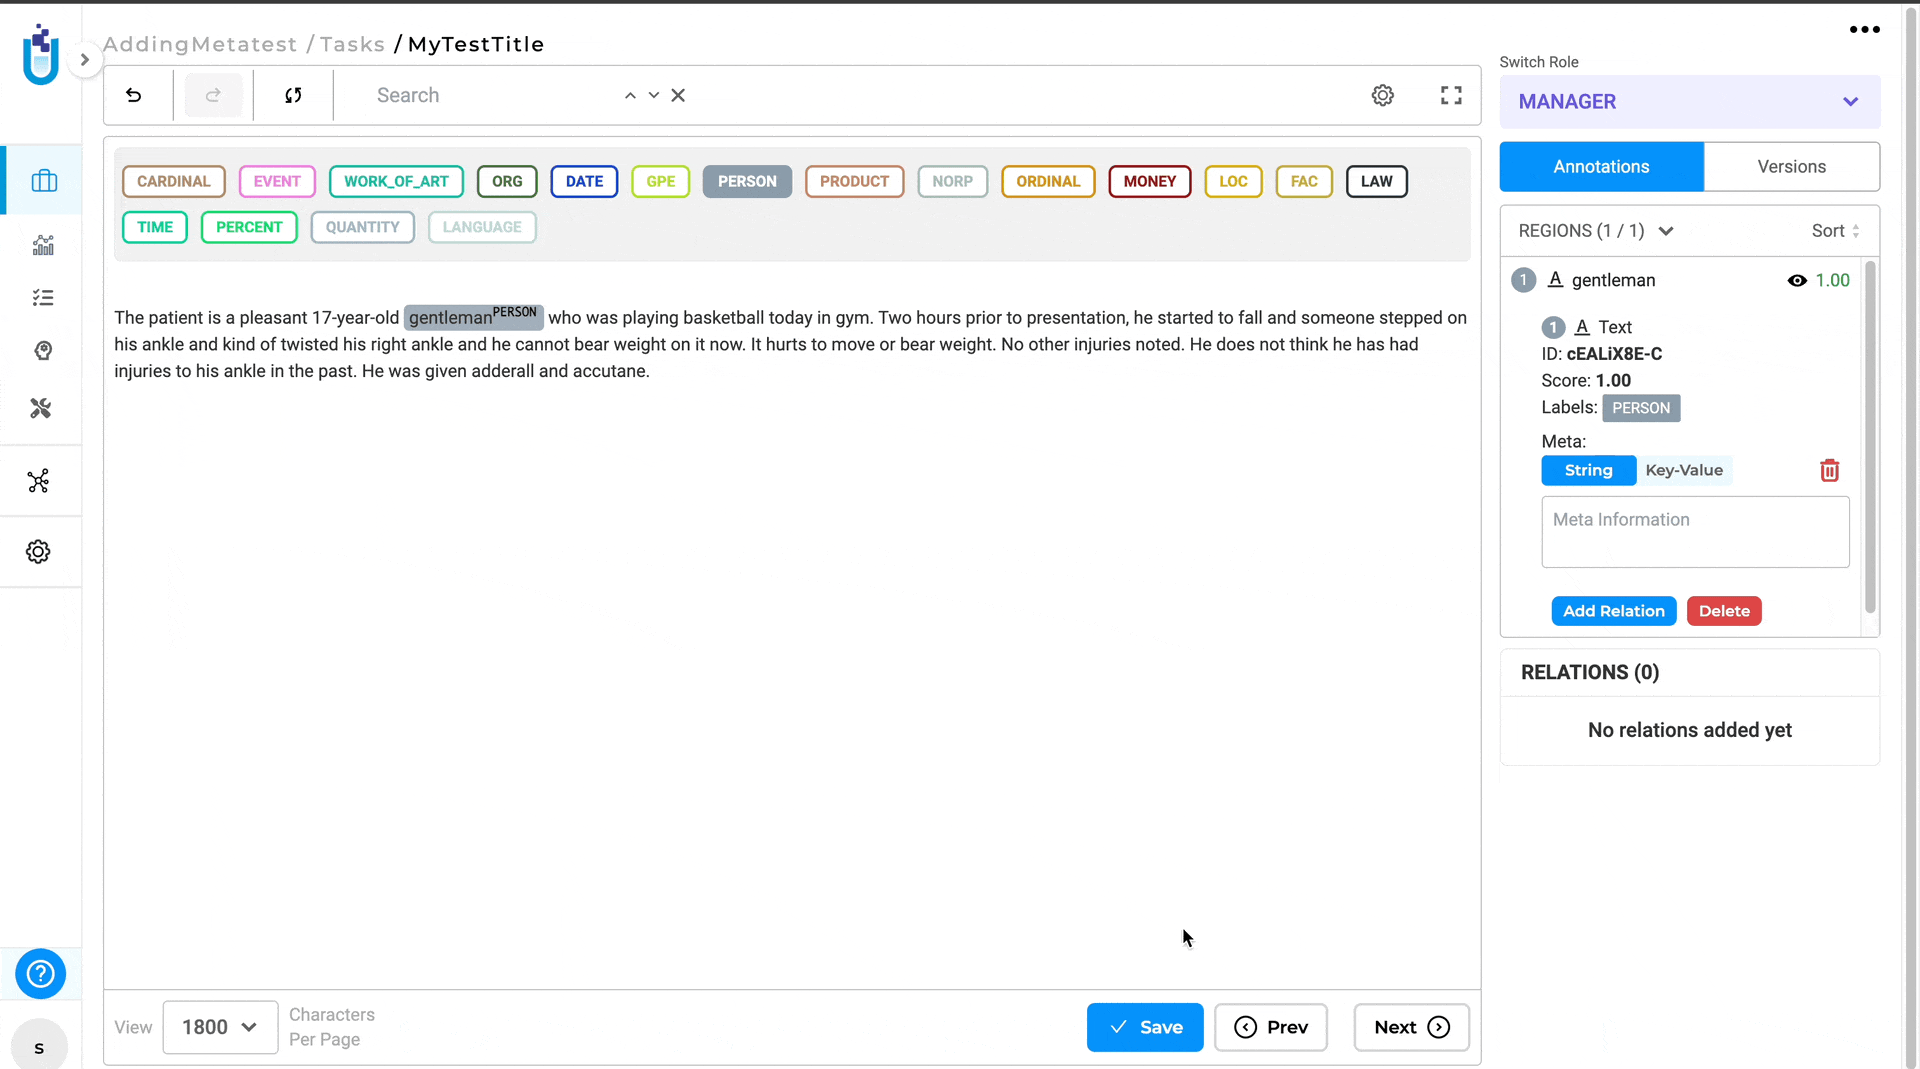 AddingMetatest / Tasks / MyTestTitle
Search
CARDINAL EVENT WORK_OF_ART ORG DATE GPE PERSON PRODUCT NORP ORDINAL MONEY LOC FAC LAW
TIME PERCENT QUANTITY LANGUAGE
The patient is a pleasant 17-year-old gentleman PERSON who was playing basketball today in gym. Two hours prior to presentation, he started to fall and someone stepped on
his ankle and kind of twisted his right ankle and he cannot bear weight on it now. It hurts to move or bear weight. No other injuries noted. He does not think he has had
injuries to his ankle in the past. He was given adderall and accutane.
View 1800 Characters
Per Page
Save Prev Next
Switch Role
MANAGER
Annotations Versions
REGIONS (1 / 1) Sort
1 A gentleman 1.00
1 A Text
ID: cEALiX8E-C
Score: 1.00
Labels: PERSON
Meta:
String Key-Value
Meta Information
Add Relation Delete
RELATIONS (0)
No relations added yet
?
s